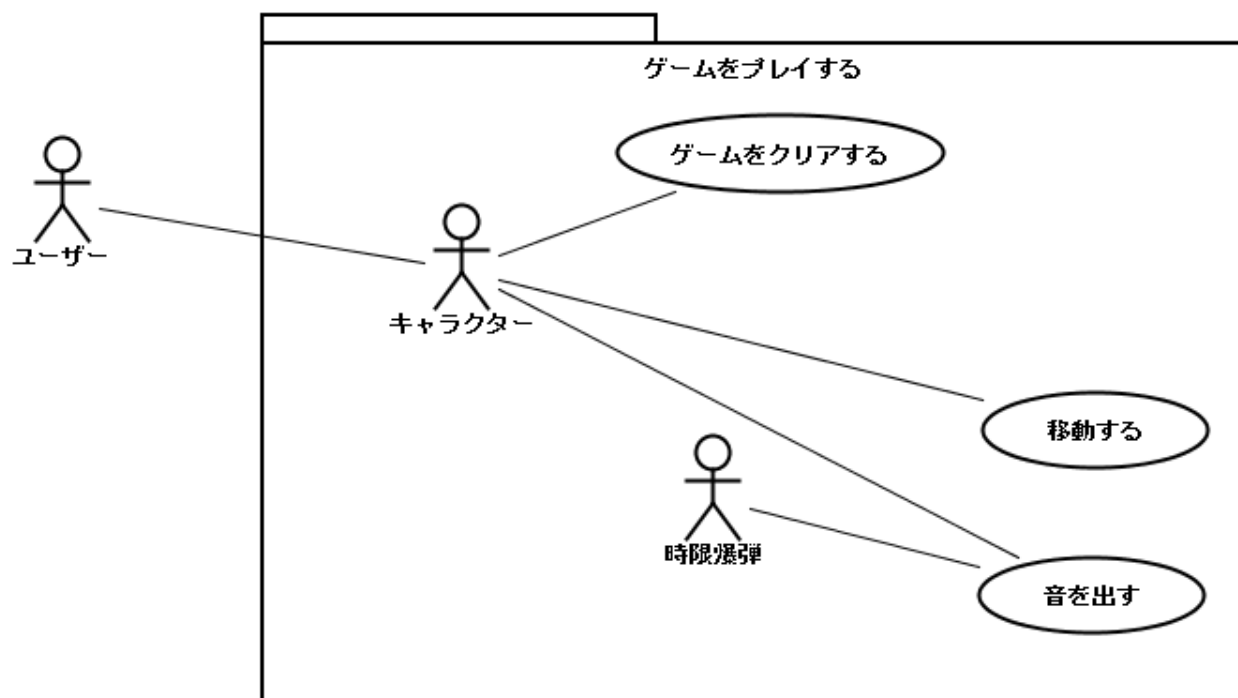 ゲームをプレイする
ゲームをクリアする
ユーザー
キャラクター
移動する
時限爆弾
音を出す